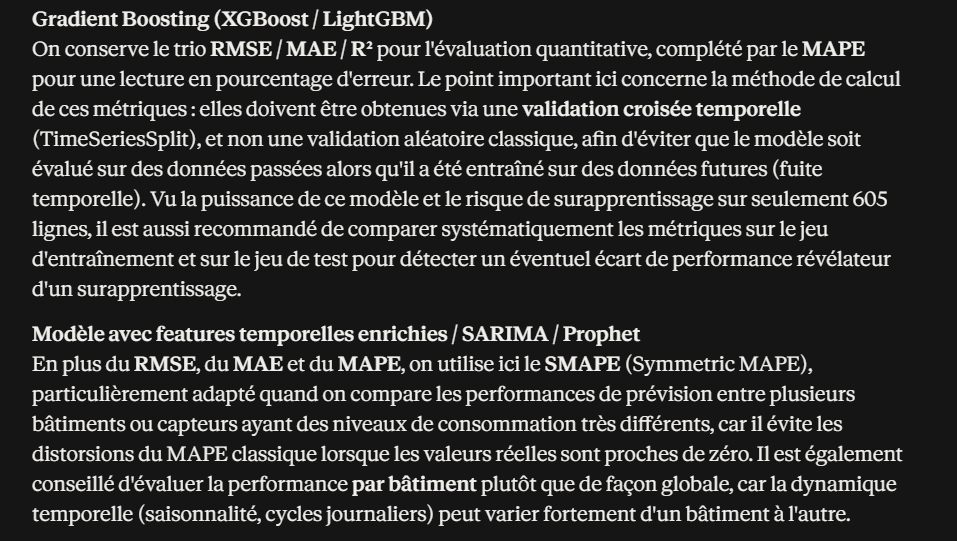 Gradient Boosting (XGBoost / LightGBM)
On conserve le trio RMSE / MAE / R² pour l'évaluation quantitative, complété par le MAPE
pour une lecture en pourcentage d'erreur. Le point important ici concerne la méthode de calcul
de ces métriques : elles doivent être obtenues via une validation croisée temporelle
(TimeSeriesSplit), et non une validation aléatoire classique, afin d'éviter que le modèle soit
évalué sur des données passées alors qu'il a été entraîné sur des données futures (fuite
temporelle). Vu la puissance de ce modèle et le risque de surapprentissage sur seulement 605
lignes, il est aussi recommandé de comparer systématiquement les métriques sur le jeu
d'entraînement et sur le jeu de test pour détecter un éventuel écart de performance révélateur
d'un surapprentissage.
Modèle avec features temporelles enrichies / SARIMA / Prophet
En plus du RMSE, du MAE et du MAPE, on utilise ici le SMAPE (Symmetric MAPE),
particulièrement adapté quand on compare les performances de prévision entre plusieurs
bâtiments ou capteurs ayant des niveaux de consommation très différents, car il évite les
distorsions du MAPE classique lorsque les valeurs réelles sont proches de zéro. Il est également
conseillé d'évaluer la performance par bâtiment plutôt que de façon globale, car la dynamique
temporelle (saisonnalité, cycles journaliers) peut varier fortement d'un bâtiment à l'autre.